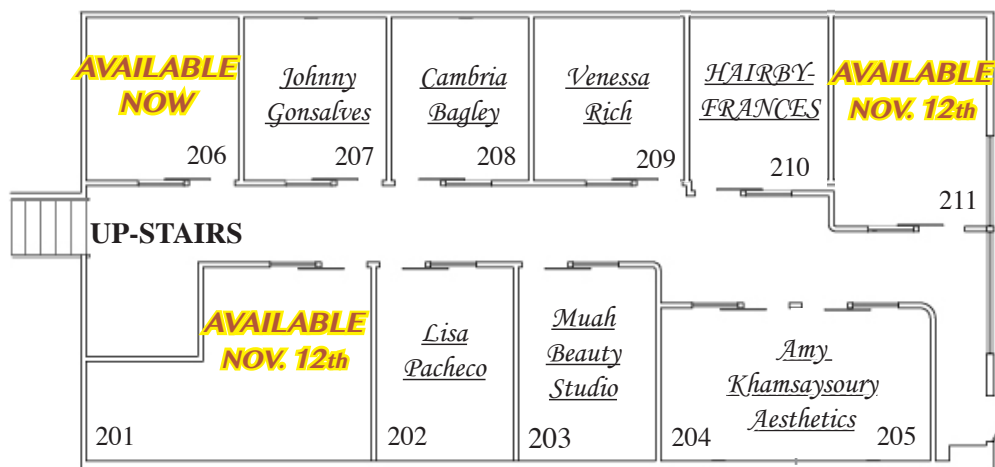 AVAILABLE
NOW
206
Johnny
Gonsalves
207
Cambria
Bagley
208
Venessa
Rich
209
HAIRBY-
FRANCES
210
AVAILABLE
NOV. 12th
211
UP-STAIRS
AVAILABLE
NOV. 12th
201
Lisa
Pacheco
202
Muah
Beauty
Studio
203
Amy
Khamsaysoury
Aesthetics
204
205